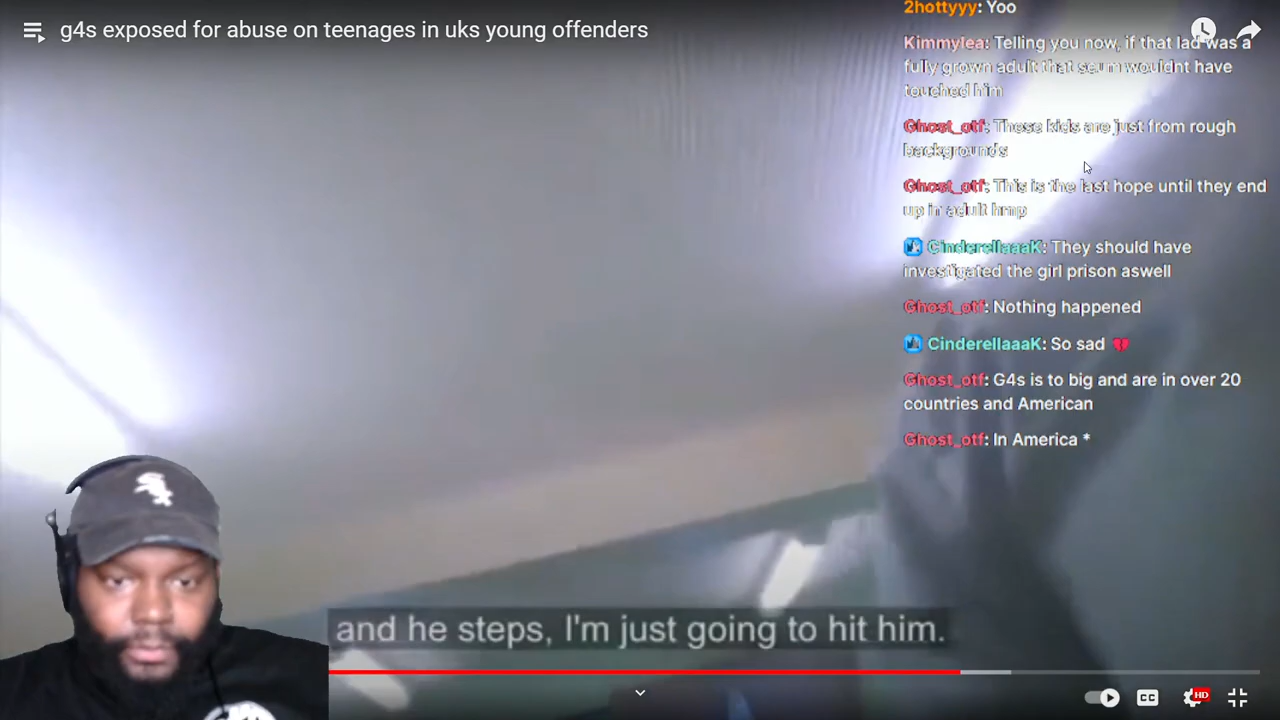 g4s exposed for abuse on teenages in uks young offenders
2hottyyy: Yoo
Kimmylea: Telling you now, if that lad was a
fully grown adult that scum wouldnt have
touched him
Ghost_otf: These kids are just from rough
backgrounds
Ghost_otf: This is the last hope until they end
up in adult hmp
CinderellaaaK: They should have
investigated the girl prison aswell
Ghost_otf: Nothing happened
CinderellaaaK: So sad 💔
Ghost_otf: G4s is to big and are in over 20
countries and American
Ghost_otf: In America *
and he steps, I'm just going to hit him.
CC
HD